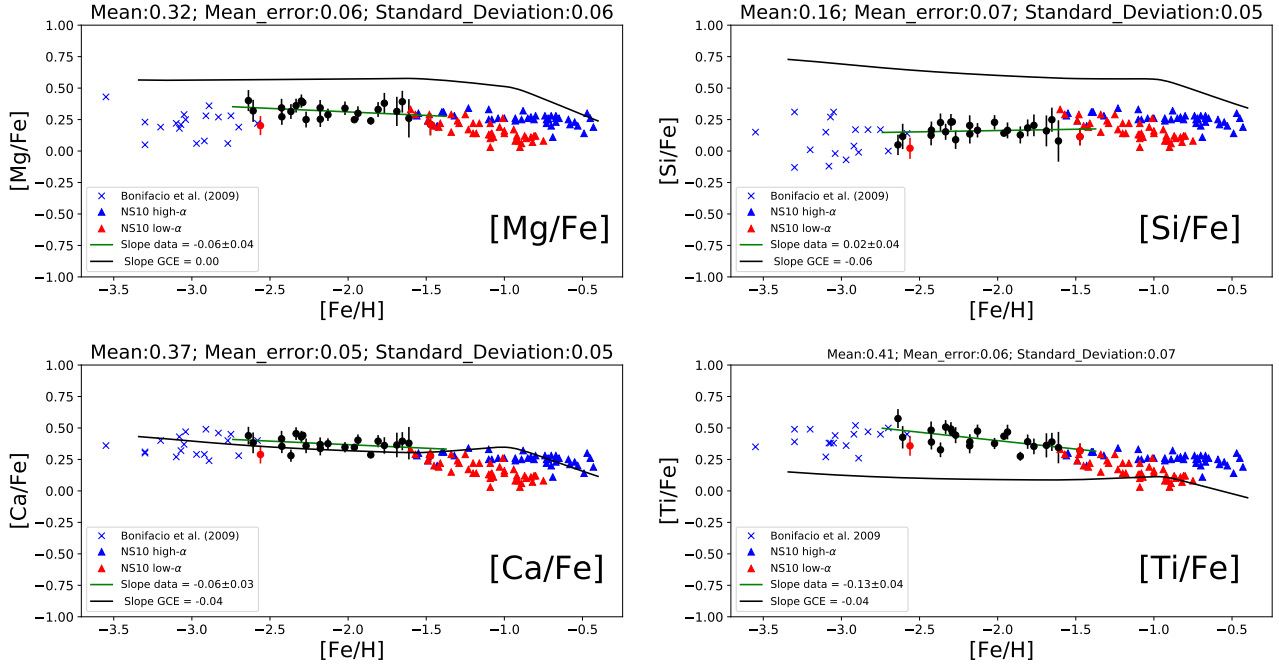 Mean:0.32; Mean_error:0.06; Standard_Deviation:0.06
1.00
0.75
0.50
0.25
0.00
−0.25
−0.50
−0.75
−1.00
[Mg/Fe]
Bonifacio et al. (2009)
NS10 high-α
NS10 low-α
Slope data = -0.06±0.04
Slope GCE = 0.00
[Mg/Fe]
−3.5 −3.0 −2.5 −2.0 −1.5 −1.0 −0.5
[Fe/H]
Mean:0.16; Mean_error:0.07; Standard_Deviation:0.05
1.00
0.75
0.50
0.25
0.00
−0.25
−0.50
−0.75
−1.00
[Si/Fe]
Bonifacio et al. (2009)
NS10 high-α
NS10 low-α
Slope data = 0.02±0.04
Slope GCE = -0.06
[Si/Fe]
−3.5 −3.0 −2.5 −2.0 −1.5 −1.0 −0.5
[Fe/H]
Mean:0.37; Mean_error:0.05; Standard_Deviation:0.05
1.00
0.75
0.50
0.25
0.00
−0.25
−0.50
−0.75
−1.00
[Ca/Fe]
Bonifacio et al. (2009)
NS10 high-α
NS10 low-α
Slope data = -0.06±0.03
Slope GCE = -0.04
[Ca/Fe]
−3.5 −3.0 −2.5 −2.0 −1.5 −1.0 −0.5
[Fe/H]
Mean:0.41; Mean_error:0.06; Standard_Deviation:0.07
1.00
0.75
0.50
0.25
0.00
−0.25
−0.50
−0.75
−1.00
[Ti/Fe]
Bonifacio et al. 2009
NS10 high-α
NS10 low-α
Slope data = -0.13±0.04
Slope GCE = -0.04
[Ti/Fe]
−3.5 −3.0 −2.5 −2.0 −1.5 −1.0 −0.5
[Fe/H]